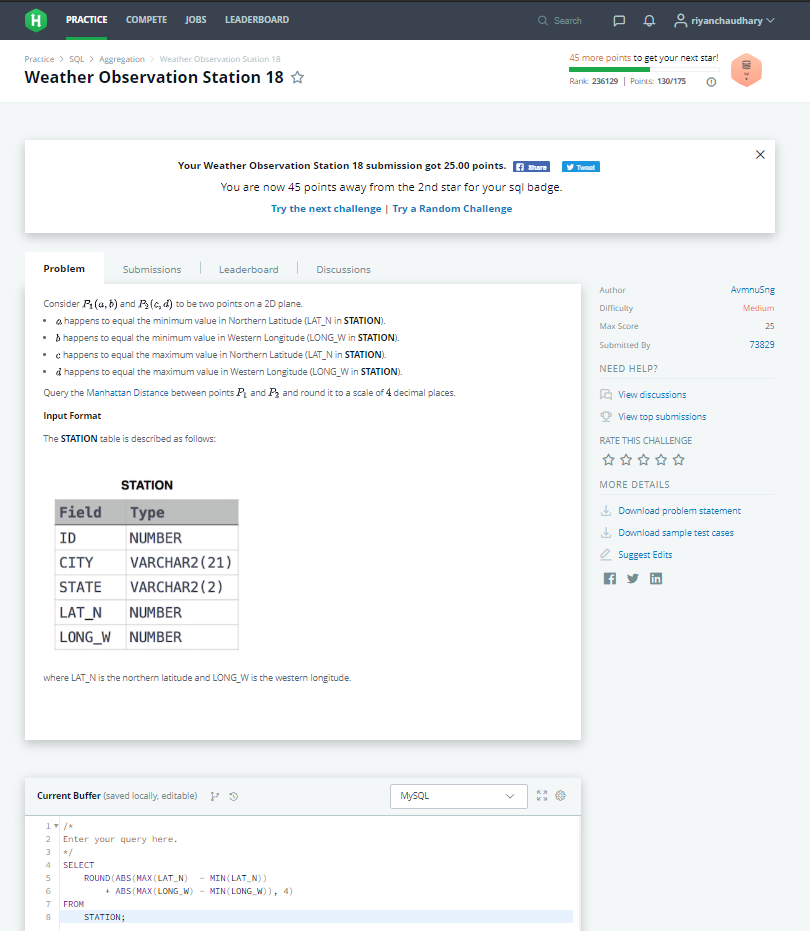 H PRACTICE COMPETE JOBS LEADERBOARD Search riyanchaudhary
Practice > SQL > Aggregation > Weather Observation Station 18
Weather Observation Station 18
45 more points to get your next star!
Rank: 236129 | Points: 130/175
Your Weather Observation Station 18 submission got 25.00 points. Share Tweet
You are now 45 points away from the 2nd star for your sql badge.
Try the next challenge | Try a Random Challenge
Problem Submissions Leaderboard Discussions
Consider P₁(a, b) and P₂(c, d) to be two points on a 2D plane.
• a happens to equal the minimum value in Northern Latitude (LAT_N in STATION).
• b happens to equal the minimum value in Western Longitude (LONG_W in STATION).
• c happens to equal the maximum value in Northern Latitude (LAT_N in STATION).
• d happens to equal the maximum value in Western Longitude (LONG_W in STATION).
Query the Manhattan Distance between points P₁ and P₂ and round it to a scale of 4 decimal places.
Input Format
The STATION table is described as follows:
STATION
Field Type
ID NUMBER
CITY VARCHAR2(21)
STATE VARCHAR2(2)
LAT_N NUMBER
LONG_W NUMBER
where LAT_N is the northern latitude and LONG_W is the western longitude.
Author AvmnuSng
Difficulty Medium
Max Score 25
Submitted By 73829
NEED HELP?
View discussions
View top submissions
RATE THIS CHALLENGE
MORE DETAILS
Download problem statement
Download sample test cases
Suggest Edits
Current Buffer (saved locally, editable) MySQL
1 /*
2 Enter your query here.
3 */
4 SELECT
5 ROUND(ABS(MAX(LAT_N) - MIN(LAT_N))
6 + ABS(MAX(LONG_W) - MIN(LONG_W)), 4)
7 FROM
8 STATION;